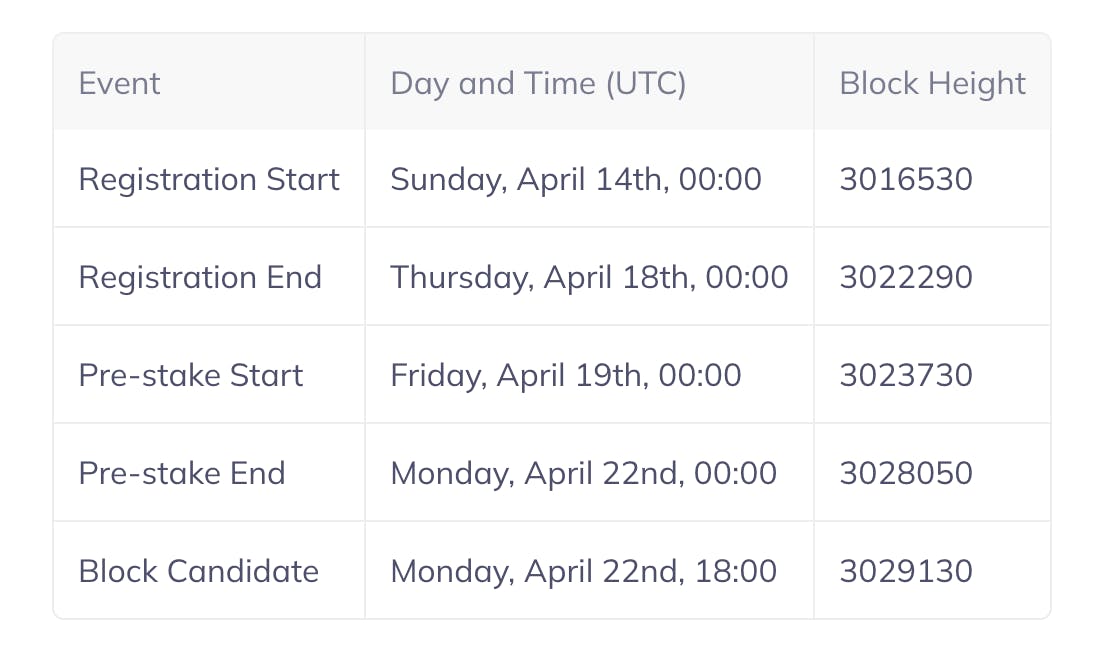 Event Day and Time (UTC) Block Height
Registration Start Sunday, April 14th, 00:00 3016530
Registration End Thursday, April 18th, 00:00 3022290
Pre-stake Start Friday, April 19th, 00:00 3023730
Pre-stake End Monday, April 22nd, 00:00 3028050
Block Candidate Monday, April 22nd, 18:00 3029130